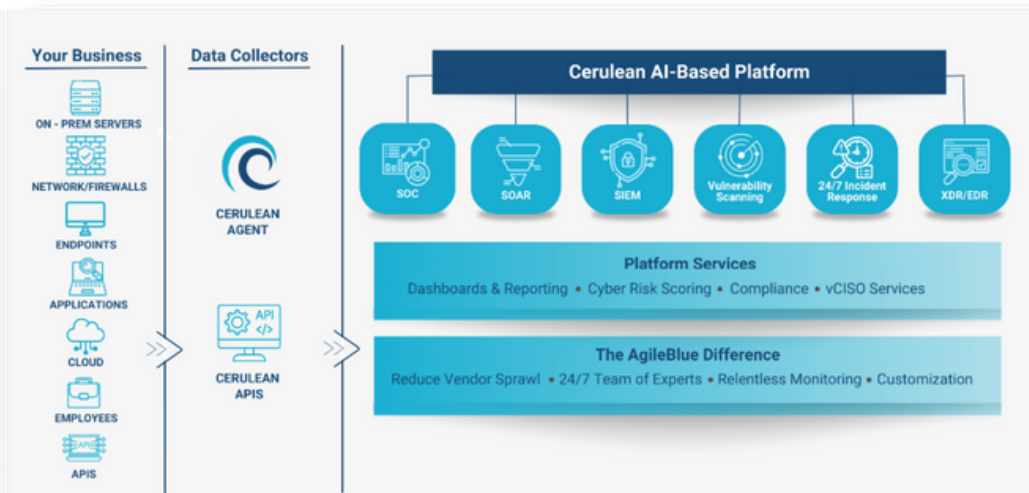 Your Business
ON - PREM SERVERS
NETWORK/FIREWALLS
ENDPOINTS
APPLICATIONS
CLOUD
EMPLOYEES
API
APIS
Data Collectors
CERULEAN
AGENT
API
</>
CERULEAN
APIS
Cerulean AI-Based Platform
SOC
SOAR
SIEM
Vulnerability
Scanning
24/7 Incident
Response
XDR/EDR
Platform Services
Dashboards & Reporting • Cyber Risk Scoring • Compliance • vCISO Services
The AgileBlue Difference
Reduce Vendor Sprawl • 24/7 Team of Experts • Relentless Monitoring • Customization